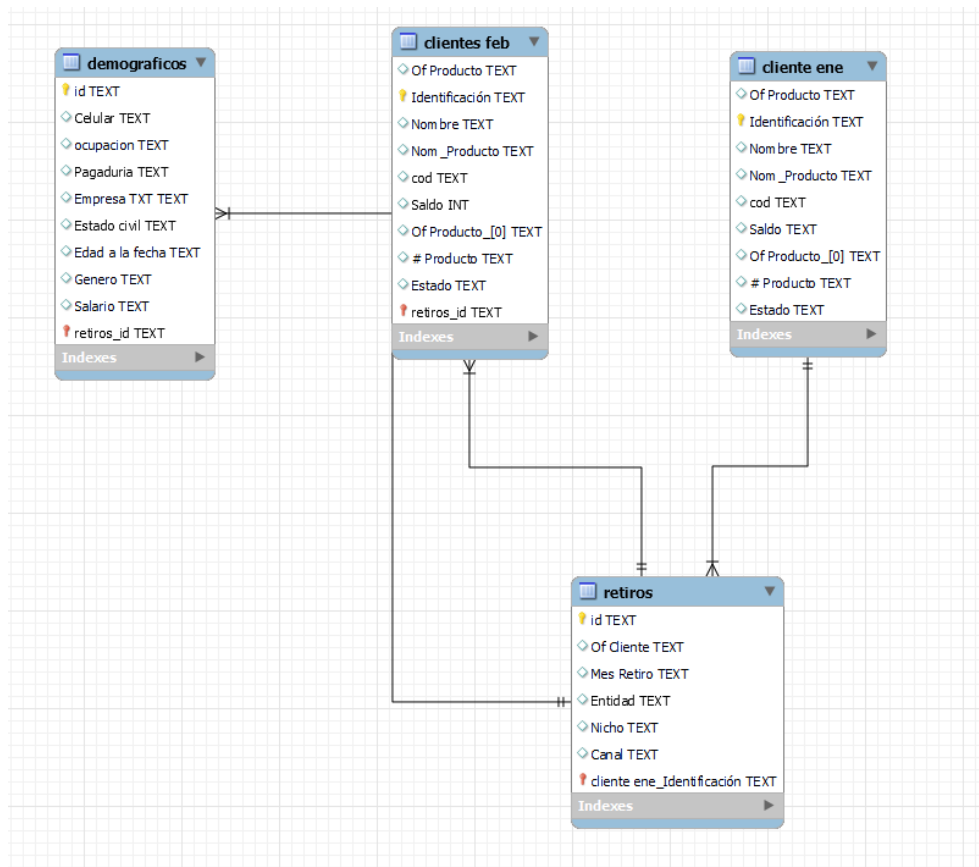 demograficos
id TEXT
Celular TEXT
ocupacion TEXT
Pagaduria TEXT
Empresa TXT TEXT
Estado civil TEXT
Edad a la fecha TEXT
Genero TEXT
Salario TEXT
retiros_id TEXT
Indexes
clientes feb
Of Producto TEXT
Identificación TEXT
Nombre TEXT
Nom _Producto TEXT
cod TEXT
Saldo INT
Of Producto_[0] TEXT
# Producto TEXT
Estado TEXT
retiros_id TEXT
Indexes
cliente ene
Of Producto TEXT
Identificación TEXT
Nombre TEXT
Nom _Producto TEXT
cod TEXT
Saldo TEXT
Of Producto_[0] TEXT
# Producto TEXT
Estado TEXT
Indexes
retiros
id TEXT
Of Cliente TEXT
Mes Retiro TEXT
Entidad TEXT
Nicho TEXT
Canal TEXT
cliente ene_Identificación TEXT
Indexes